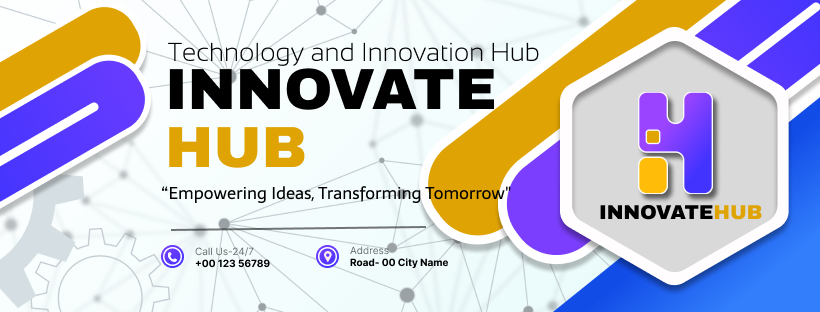 Technology and Innovation Hub
INNOVATE
HUB
“Empowering Ideas, Transforming Tomorrow"
Call Us-24/7
+00 123 56789
Address
Road- 00 City Name
INNOVATEHUB